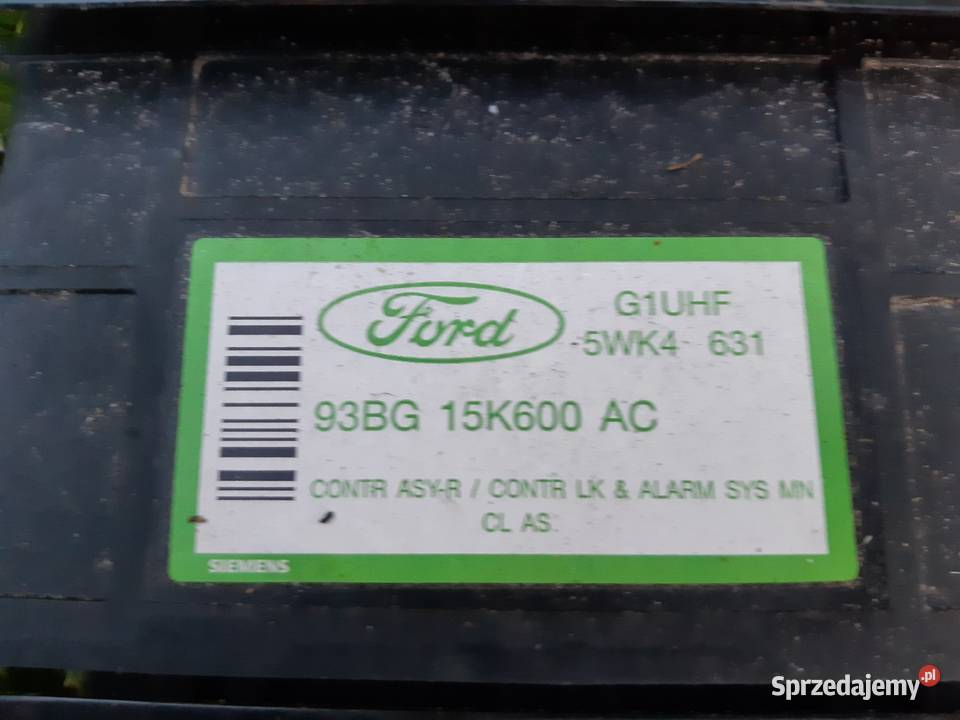 Ford
G1UHF
5WK4 631
93BG 15K600 AC
CONTR ASY-R / CONTR LK & ALARM SYS MN
CL AS
SIEMENS
Sprzedajemy.pl